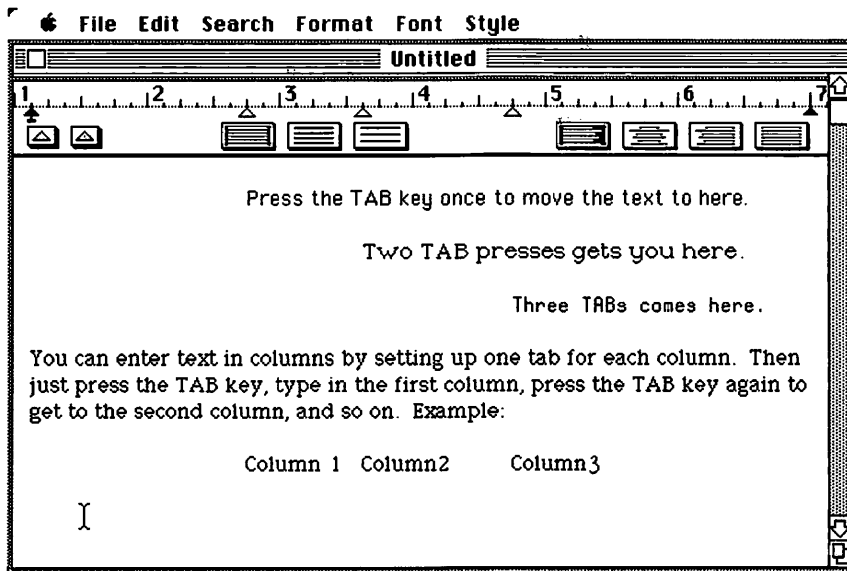 File Edit Search Format Font Style
Untitled
1 2 3 4 5 6 7
Press the TAB key once to move the text to here.
Two TAB presses gets you here.
Three TABs comes here.
You can enter text in columns by setting up one tab for each column. Then
just press the TAB key, type in the first column, press the TAB key again to
get to the second column, and so on. Example:
Column 1 Column2 Column3